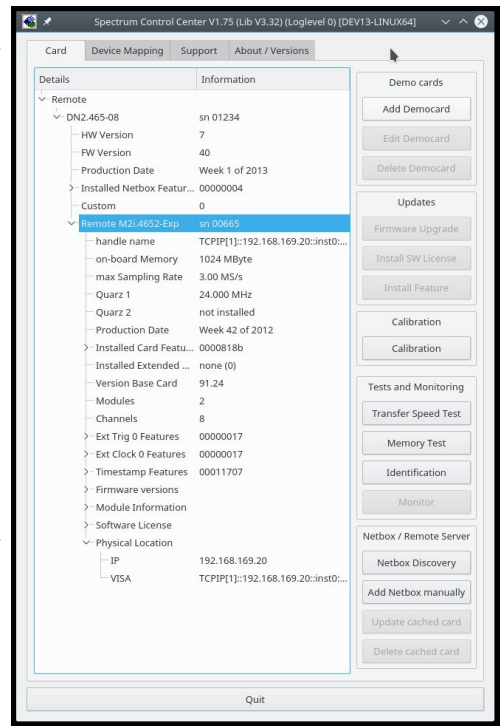 Spectrum Control Center V1.75 (Lib V3.32) (Loglevel 0) [DEV13-LINUX64]
Card Device Mapping Support About / Versions
Details Information
Remote
DN2.465-08 sn 01234
HW Version 7
FW Version 40
Production Date Week 1 of 2013
Installed Netbox Featur... 00000004
Custom 0
Remote M2i.4652-Exp sn 00665
handle name TCPIP[1]::192.168.169.20::inst0:...
on-board Memory 1024 MByte
max Sampling Rate 3.00 MS/s
Quarz 1 24.000 MHz
Quarz 2 not installed
Production Date Week 42 of 2012
Installed Card Featu... 0000818b
Installed Extended ... none (0)
Version Base Card 91.24
Modules 2
Channels 8
Ext Trig 0 Features 00000017
Ext Clock 0 Features 00000017
Timestamp Features 00011707
Firmware versions
Module Information
Software License
Physical Location
IP 192.168.169.20
VISA TCPIP[1]::192.168.169.20::inst0:...
Demo cards
Add Democard
Edit Democard
Delete Democard
Updates
Firmware Upgrade
Install SW License
Install Feature
Calibration
Calibration
Tests and Monitoring
Transfer Speed Test
Memory Test
Identification
Monitor
Netbox / Remote Server
Netbox Discovery
Add Netbox manually
Update cached card
Delete cached card
Quit